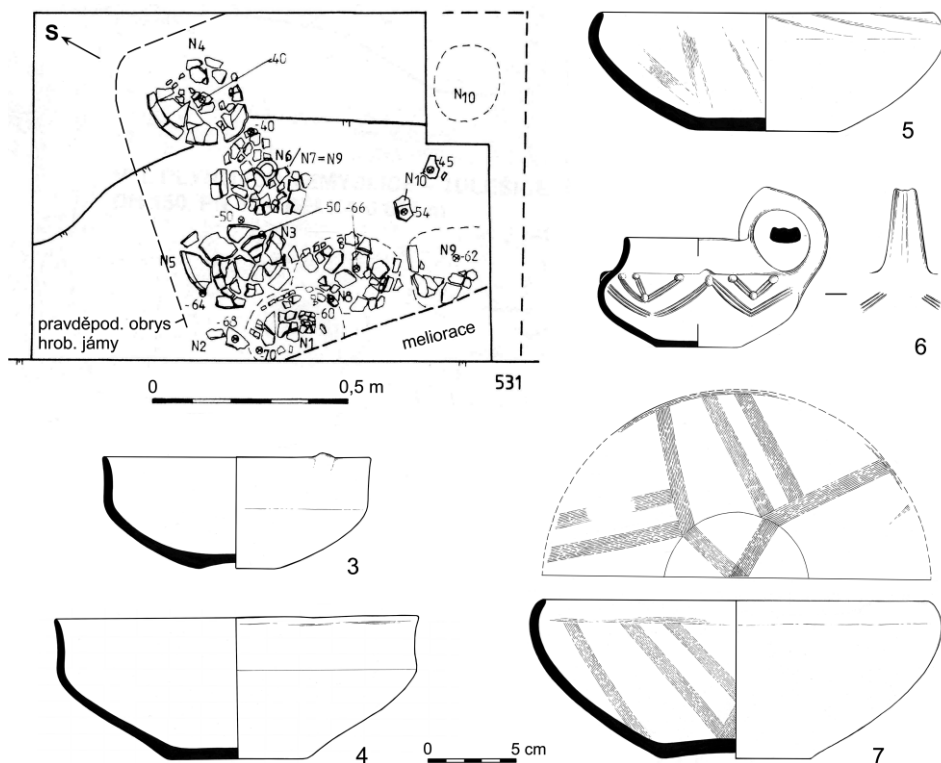 S
N4
-40
-40
N6
N7=N9
N10
-45
N10
-54
-50
-50 -66
N3
N9
-62
N5
-64
N8
-60
-68
N2
N1
-70
pravděpod. obrys
hrob. jámy
meliorace
0 0,5 m
531
5
6
3
4
0 5 cm
7